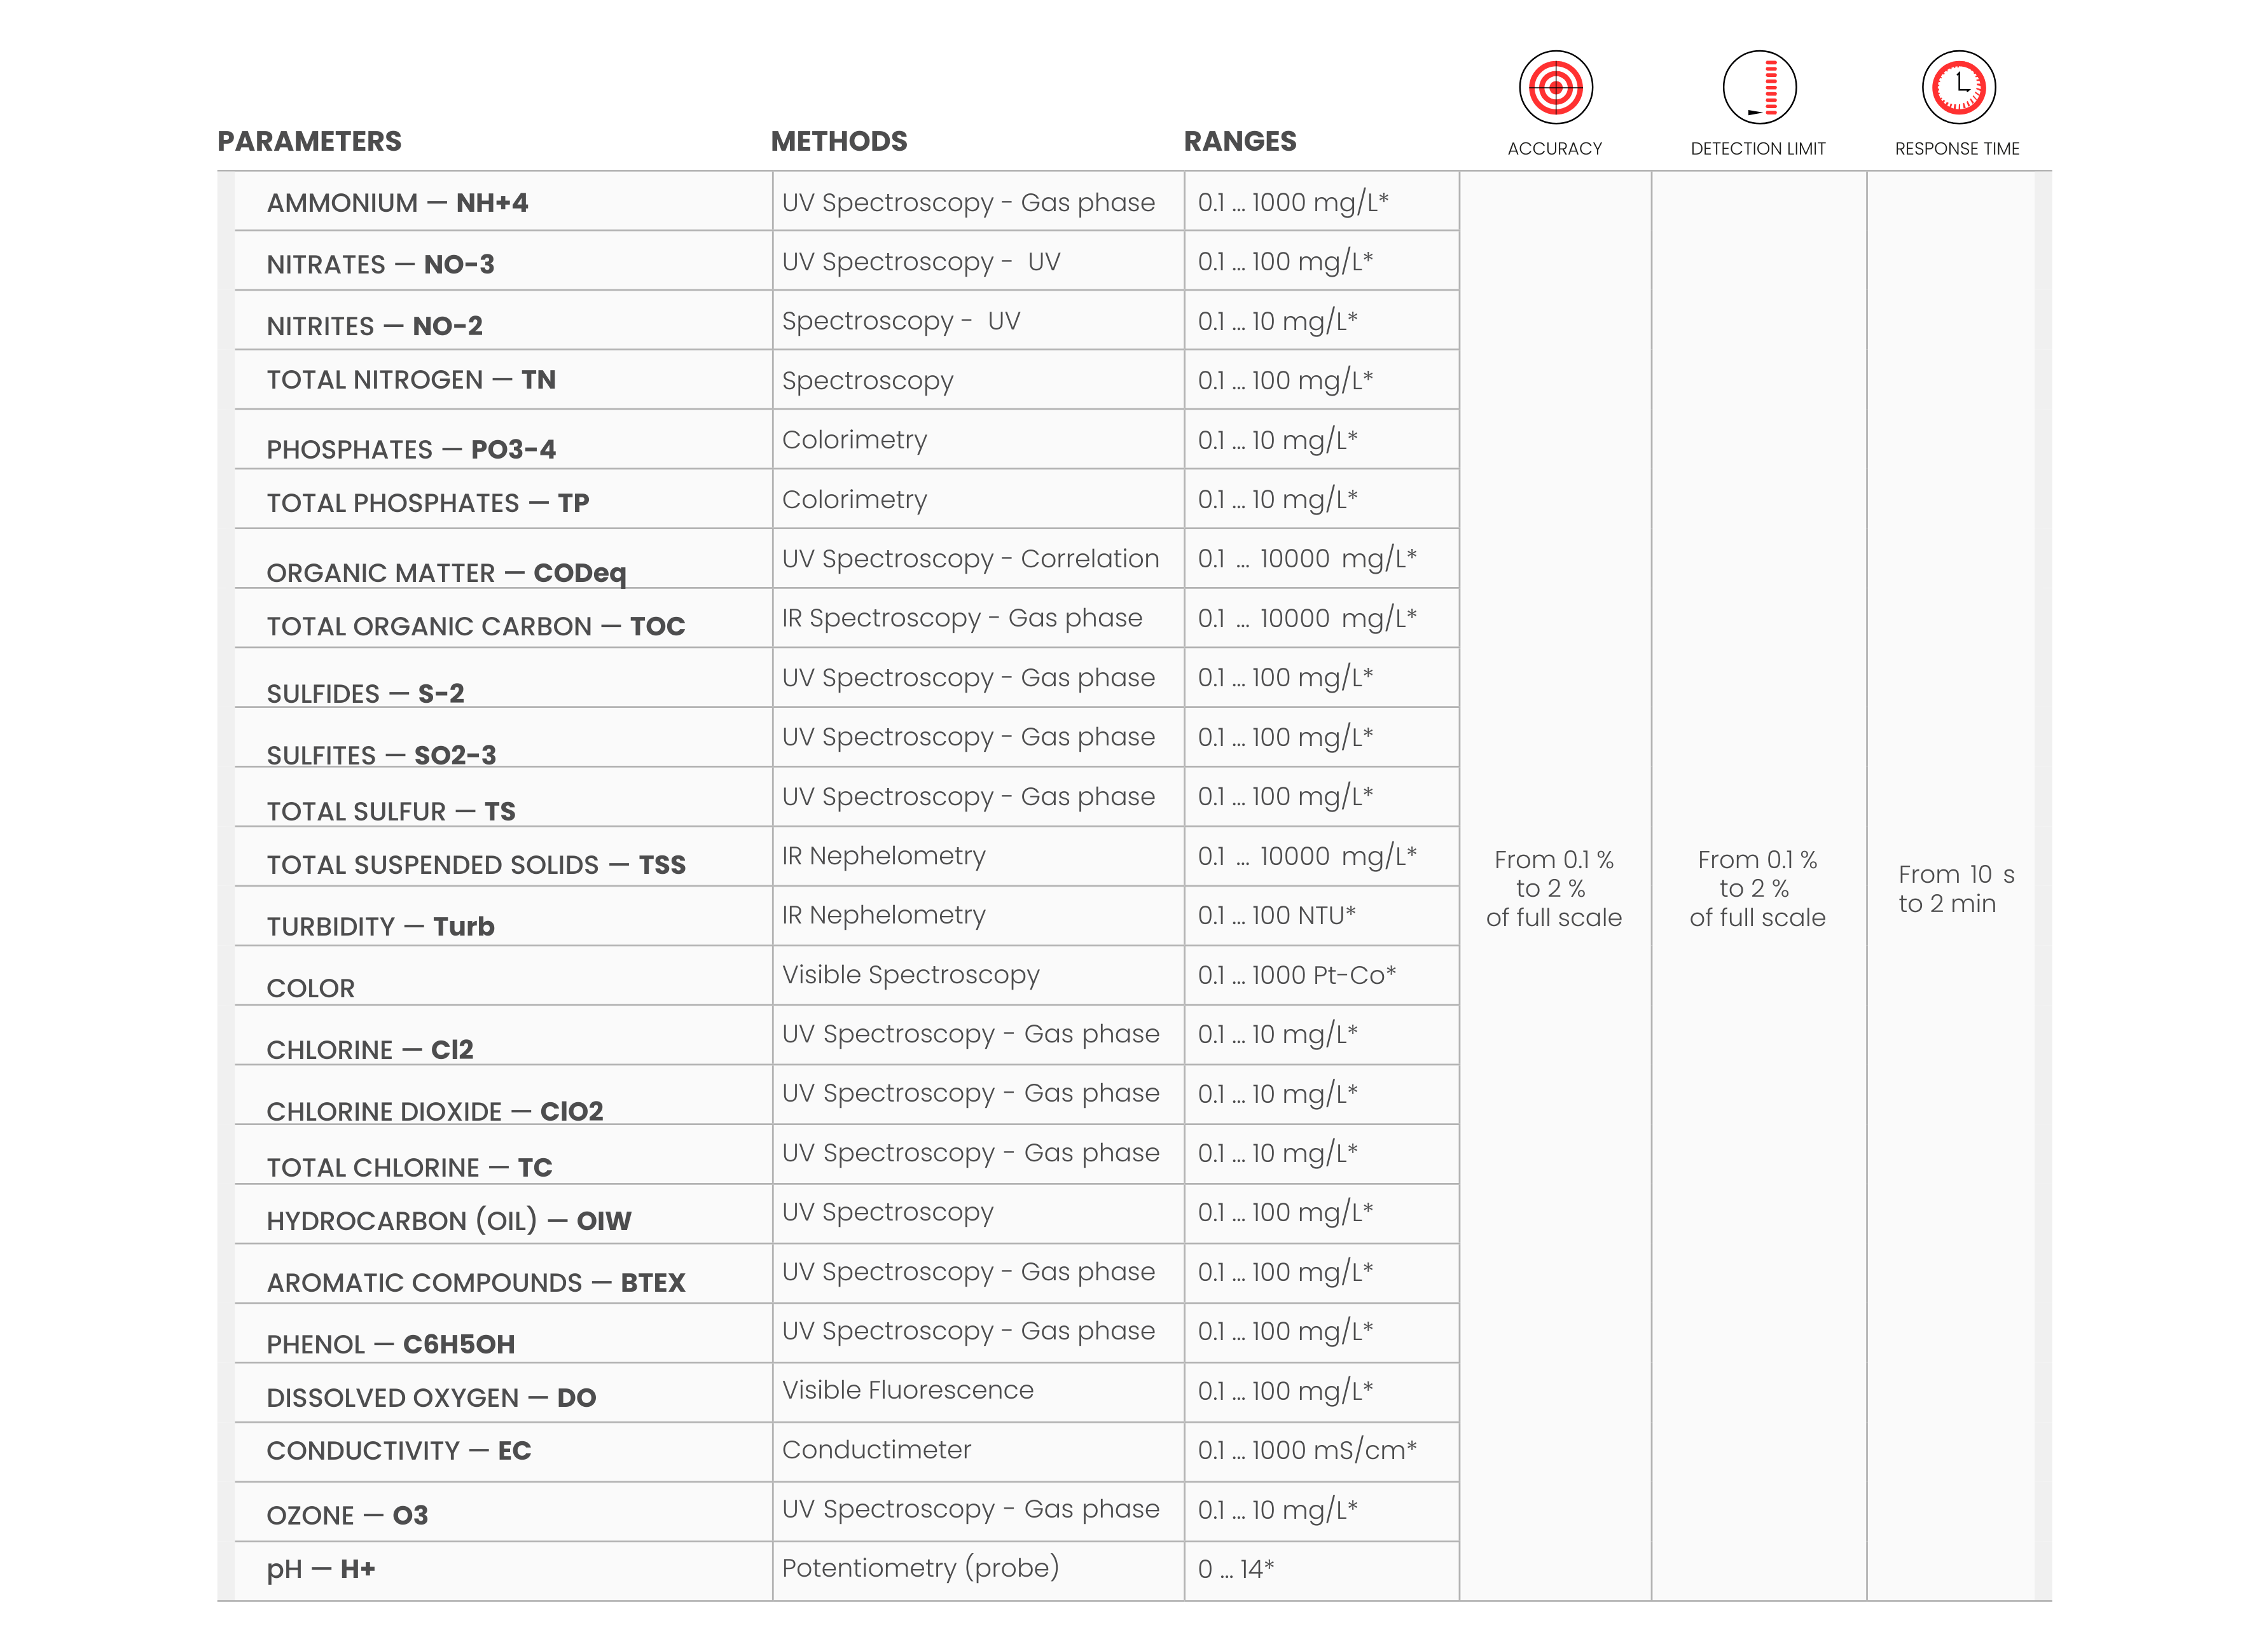 PARAMETERS METHODS RANGES ACCURACY DETECTION LIMIT RESPONSE TIME
AMMONIUM — NH+4 UV Spectroscopy - Gas phase 0.1 ... 1000 mg/L*
NITRATES — NO-3 UV Spectroscopy - UV 0.1 ... 100 mg/L*
NITRITES — NO-2 Spectroscopy - UV 0.1 ... 10 mg/L*
TOTAL NITROGEN — TN Spectroscopy 0.1 ... 100 mg/L*
PHOSPHATES — PO3-4 Colorimetry 0.1 ... 10 mg/L*
TOTAL PHOSPHATES — TP Colorimetry 0.1 ... 10 mg/L*
ORGANIC MATTER — CODeq UV Spectroscopy - Correlation 0.1 ... 10000 mg/L*
TOTAL ORGANIC CARBON — TOC IR Spectroscopy - Gas phase 0.1 ... 10000 mg/L*
SULFIDES — S-2 UV Spectroscopy - Gas phase 0.1 ... 100 mg/L*
SULFITES — SO2-3 UV Spectroscopy - Gas phase 0.1 ... 100 mg/L*
TOTAL SULFUR — TS UV Spectroscopy - Gas phase 0.1 ... 100 mg/L*
TOTAL SUSPENDED SOLIDS — TSS IR Nephelometry 0.1 ... 10000 mg/L*
TURBIDITY — Turb IR Nephelometry 0.1 ... 100 NTU*
COLOR Visible Spectroscopy 0.1 ... 1000 Pt-Co*
CHLORINE — Cl2 UV Spectroscopy - Gas phase 0.1 ... 10 mg/L*
CHLORINE DIOXIDE — ClO2 UV Spectroscopy - Gas phase 0.1 ... 10 mg/L*
TOTAL CHLORINE — TC UV Spectroscopy - Gas phase 0.1 ... 10 mg/L*
HYDROCARBON (OIL) — OIW UV Spectroscopy 0.1 ... 100 mg/L*
AROMATIC COMPOUNDS — BTEX UV Spectroscopy - Gas phase 0.1 ... 100 mg/L*
PHENOL — C6H5OH UV Spectroscopy - Gas phase 0.1 ... 100 mg/L*
DISSOLVED OXYGEN — DO Visible Fluorescence 0.1 ... 100 mg/L*
CONDUCTIVITY — EC Conductimeter 0.1 ... 1000 mS/cm*
OZONE — O3 UV Spectroscopy - Gas phase 0.1 ... 10 mg/L*
pH — H+ Potentiometry (probe) 0 ... 14*
From 0.1 %
to 2 %
of full scale
From 0.1 %
to 2 %
of full scale
From 10 s
to 2 min